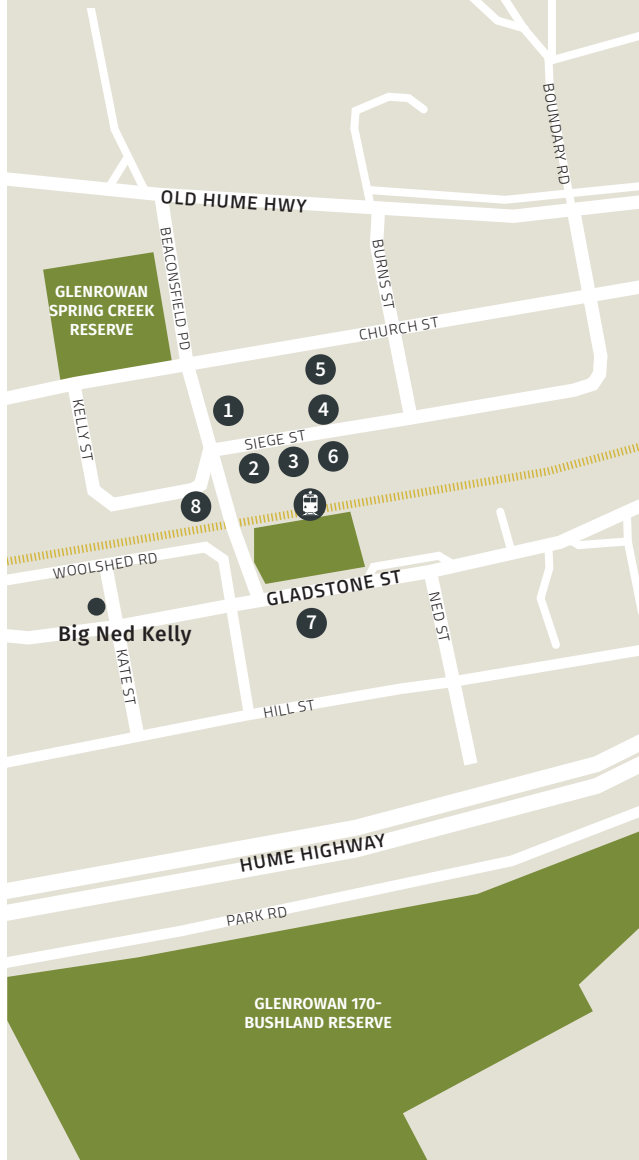 BOUNDARY RD
OLD HUME HWY
BEACONSFIELD PD
BURNS ST
GLENROWAN
SPRING CREEK
RESERVE
CHURCH ST
5
1
4
KELLY ST
SIEGE ST
2
3
6
8
WOOLSHED RD
GLADSTONE ST
Big Ned Kelly
7
NED ST
KATE ST
HILL ST
HUME HIGHWAY
PARK RD
GLENROWAN 170-
BUSHLAND RESERVE